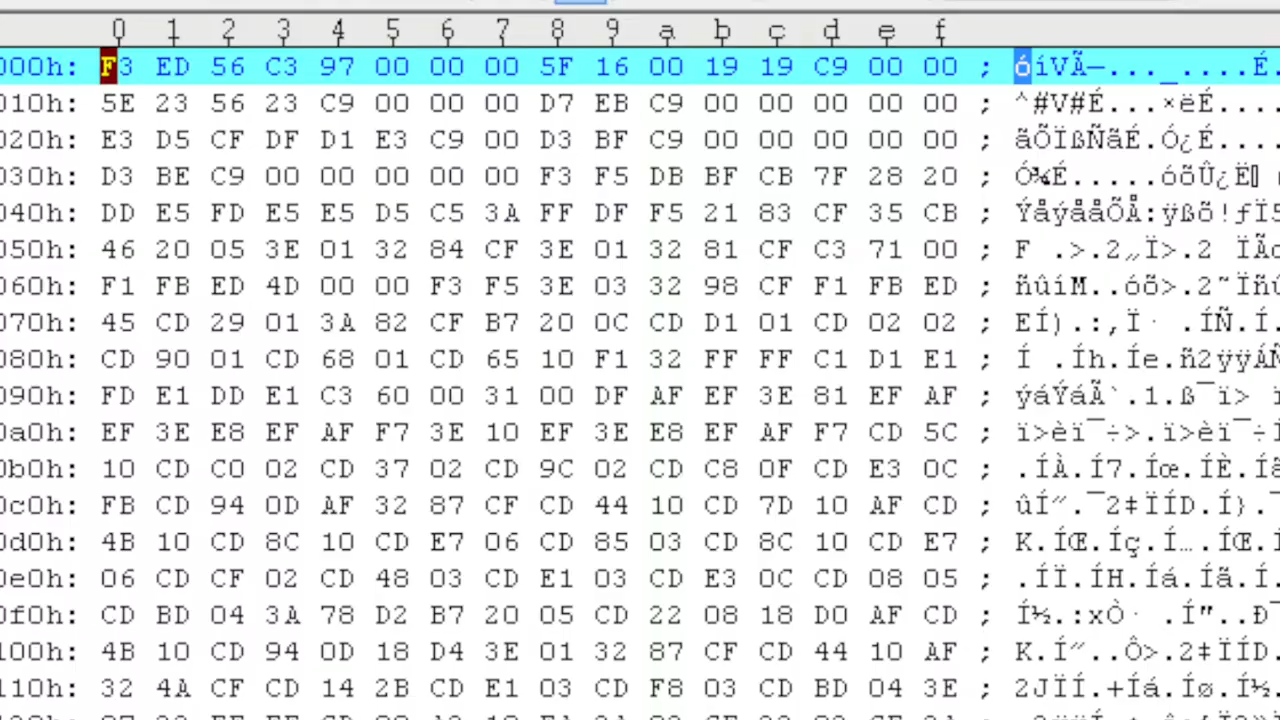 0 1 2 3 4 5 6 7 8 9 a b c d e f
000h: F3 ED 56 C3 97 00 00 00 5F 16 00 19 19 C9 00 00 ; óíVÃ—..._....É.
010h: 5E 23 56 23 C9 00 00 00 D7 EB C9 00 00 00 00 00 ; ^#V#É...×ëÉ....
020h: E3 D5 CF DF D1 E3 C9 00 D3 BF C9 00 00 00 00 00 ; ãÕÏßÑãÉ.Ó¿É....
030h: D3 BE C9 00 00 00 00 00 F3 F5 DB BF CB 7F 28 20 ; Ó¾É.....óõÛ¿Ë (
040h: DD E5 FD E5 E5 D5 C5 3A FF DF F5 21 83 CF 35 CB ; ÝåýååÕÅ:ÿßõ!ƒÏ5
050h: 46 20 05 3E 01 32 84 CF 3E 01 32 81 CF C3 71 00 ; F .>.2„Ï>.2 ÏÃq
060h: F1 FB ED 4D 00 00 F3 F5 3E 03 32 98 CF F1 FB ED ; ñûíM..óõ>.2˜Ïñû
070h: 45 CD 29 01 3A 82 CF B7 20 0C CD D1 01 CD 02 02 ; EÍ).:‚Ï· .ÍÑ.Í.
080h: CD 90 01 CD 68 01 CD 65 10 F1 32 FF FF C1 D1 E1 ; Í .Íh.Íe.ñ2ÿÿÁÑ
090h: FD E1 DD E1 C3 60 00 31 00 DF AF EF 3E 81 EF AF ; ýáÝáÃ`.1.ß¯ï> ï
0a0h: EF 3E E8 EF AF F7 3E 10 EF 3E E8 EF AF F7 CD 5C ; ï>èï¯÷>.ï>èï¯÷Í
0b0h: 10 CD C0 02 CD 37 02 CD 9C 02 CD C8 0F CD E3 0C ; .ÍÀ.Í7.Íœ.ÍÈ.Íã
0c0h: FB CD 94 0D AF 32 87 CF CD 44 10 CD 7D 10 AF CD ; ûÍ”.¯2‡ÏÍD.Í}.¯
0d0h: 4B 10 CD 8C 10 CD E7 06 CD 85 03 CD 8C 10 CD E7 ; K.ÍŒ.Íç.Í….ÍŒ.Í
0e0h: 06 CD CF 02 CD 48 03 CD E1 03 CD E3 0C CD 08 05 ; .ÍÏ.ÍH.Íá.Íã.Í.
0f0h: CD BD 04 3A 78 D2 B7 20 05 CD 22 08 18 D0 AF CD ; Í½.:xÒ· .Í"..Ð¯
100h: 4B 10 CD 94 0D 18 D4 3E 01 32 87 CF CD 44 10 AF ; K.Í”..Ô>.2‡ÏÍD.
110h: 32 4A CF CD 14 2B CD E1 03 CD F8 03 CD BD 04 3E ; 2JÏÍ.+Íá.Íø.Í½.